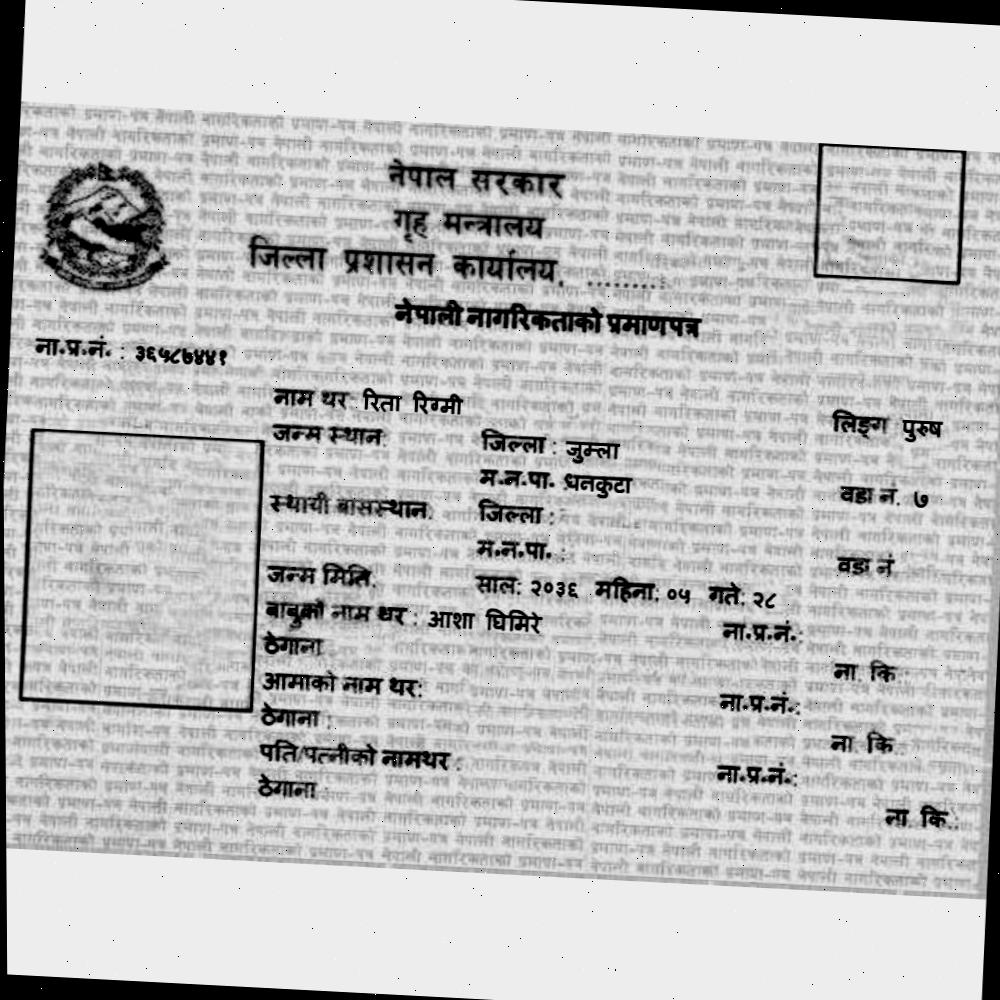 नेपाल सरकार
गृह मन्त्रालय
जिल्ला प्रशासन कार्यालय, .........
नेपाली नागरिकताको प्रमाणपत्र
ना.प्र.नं. : ३६५८७४४१
नाम थर: रिता रिग्मी लिङ्ग पुरुष
जन्म स्थान: जिल्ला : जुम्ला
म.न.पा. धनकुटा वडा नं. ७
स्थायी बासस्थान: जिल्ला :
म.न.पा. : वडा नं
जन्म मिति: साल: २०३६ महिना: ०५ गते: २८
बाबुको नाम थर : आशा घिमिरे ना.प्र.नं.:
ठेगाना : ना. कि.:
आमाको नाम थर: ना.प्र.नं.:
ठेगाना : ना. कि.:
पति/पत्नीको नामथर : ना.प्र.नं.:
ठेगाना : ना. कि.: